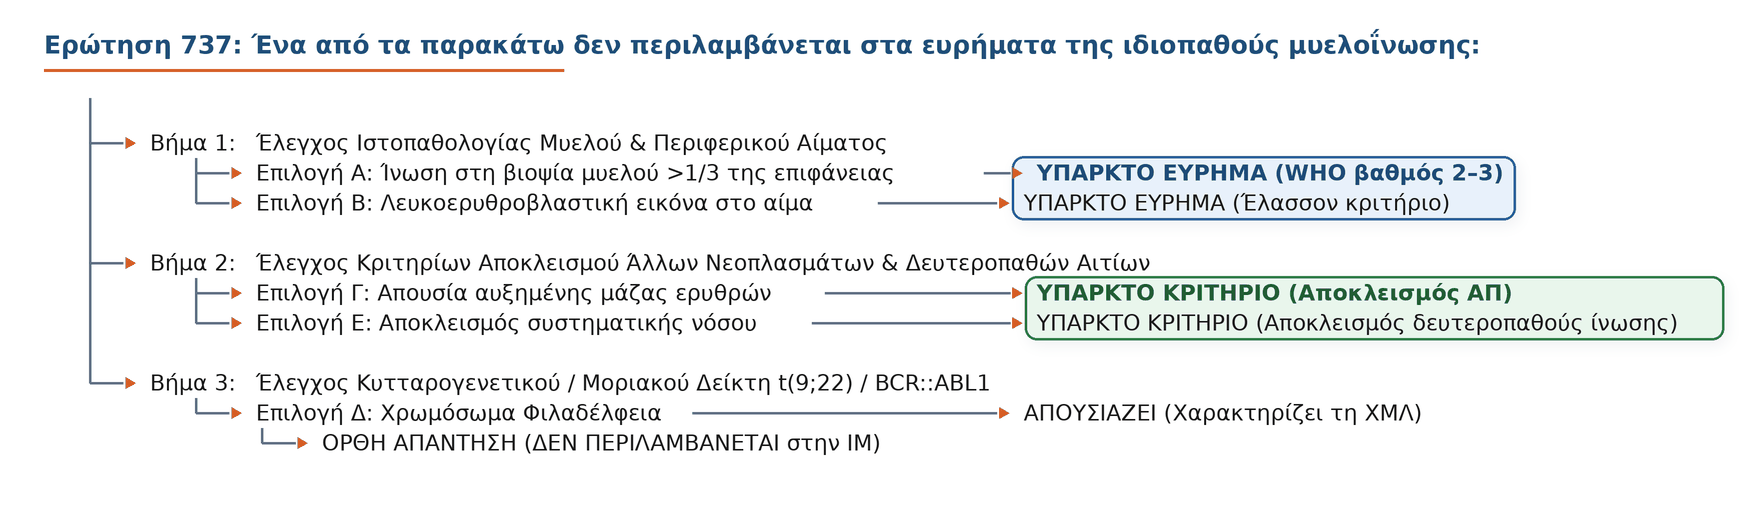 Ερώτηση 737: Ένα από τα παρακάτω δεν περιλαμβάνεται στα ευρήματα της ιδιοπαθούς μυελοΐνωσης:
Βήμα 1: Έλεγχος Ιστοπαθολογίας Μυελού & Περιφερικού Αίματος
Επιλογή Α: Ίνωση στη βιοψία μυελού >1/3 της επιφάνειας ΥΠΑΡΚΤΟ ΕΥΡΗΜΑ (WHO βαθμός 2–3)
Επιλογή Β: Λευκοερυθροβλαστική εικόνα στο αίμα ΥΠΑΡΚΤΟ ΕΥΡΗΜΑ (Έλασσον κριτήριο)
Βήμα 2: Έλεγχος Κριτηρίων Αποκλεισμού Άλλων Νεοπλασμάτων & Δευτεροπαθών Αιτίων
Επιλογή Γ: Απουσία αυξημένης μάζας ερυθρών ΥΠΑΡΚΤΟ ΚΡΙΤΗΡΙΟ (Αποκλεισμός ΑΠ)
Επιλογή Ε: Αποκλεισμός συστηματικής νόσου ΥΠΑΡΚΤΟ ΚΡΙΤΗΡΙΟ (Αποκλεισμός δευτεροπαθούς ίνωσης)
Βήμα 3: Έλεγχος Κυτταρογενετικού / Μοριακού Δείκτη t(9;22) / BCR::ABL1
Επιλογή Δ: Χρωμόσωμα Φιλαδέλφεια ΑΠΟΥΣΙΑΖΕΙ (Χαρακτηρίζει τη ΧΜΛ)
ΟΡΘΗ ΑΠΑΝΤΗΣΗ (ΔΕΝ ΠΕΡΙΛΑΜΒΑΝΕΤΑΙ στην ΙΜ)